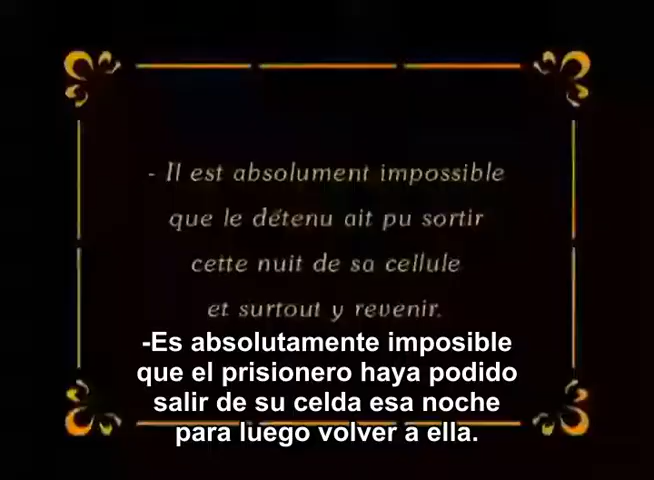 - Il est absolument impossible
que le détenu ait pu sortir
cette nuit de sa cellule
et surtout y revenir.
-Es absolutamente imposible
que el prisionero haya podido
salir de su celda esa noche
para luego volver a ella.